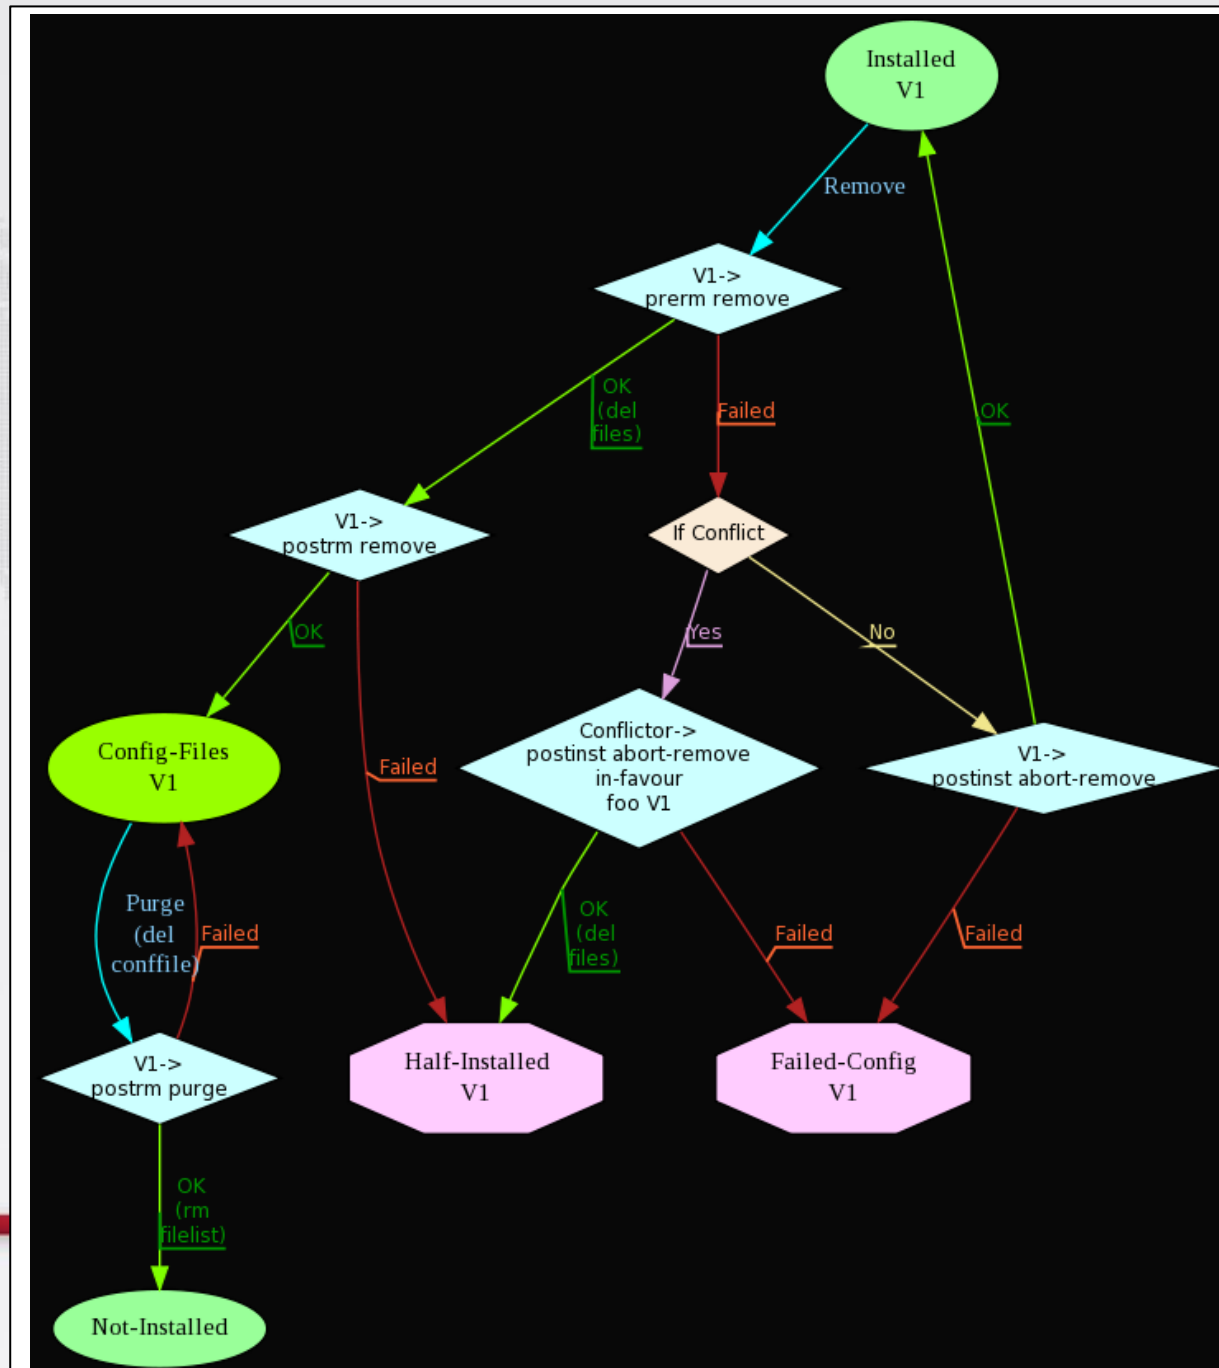 Installed
V1
Remove
V1->
prerm remove
OK
(del
files)
Failed
OK
V1->
postrm remove
If Conflict
OK
Yes
No
Config-Files
V1
Failed
Conflictor->
postinst abort-remove
in-favour
foo V1
V1->
postinst abort-remove
Purge
(del
conffile)
Failed
OK
(del
files)
Failed
Failed
V1->
postrm purge
Half-Installed
V1
Failed-Config
V1
OK
(rm
filelist)
Not-Installed